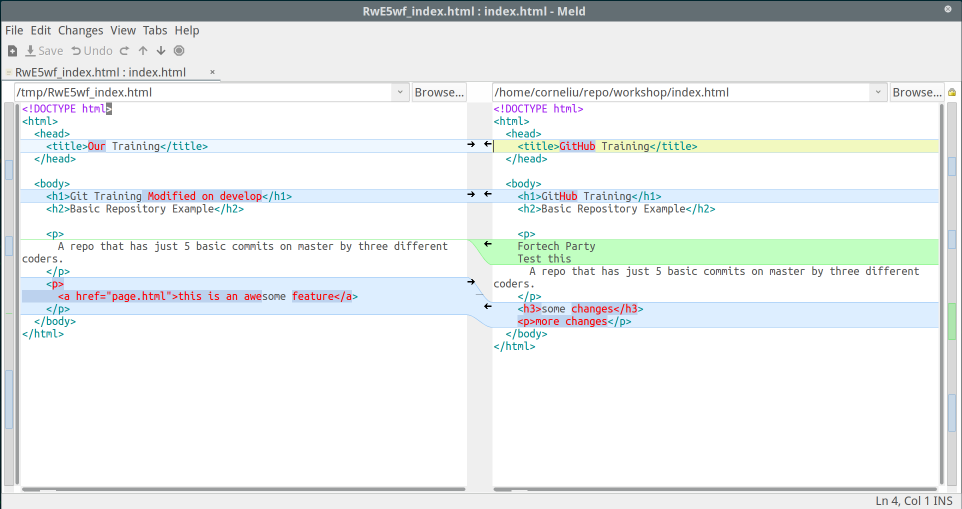 RwE5wf_index.html : index.html - Meld
File Edit Changes View Tabs Help
Save Undo
RwE5wf_index.html : index.html ×
/tmp/RwE5wf_index.html Browse...
<!DOCTYPE html>
<html>
<head>
<title>Our Training</title>
</head>
<body>
<h1>Git Training Modified on develop</h1>
<h2>Basic Repository Example</h2>
<p>
A repo that has just 5 basic commits on master by three different
coders.
</p>
<p>
<a href="page.html">this is an awesome feature</a>
</p>
</body>
</html>
/home/corneliu/repo/workshop/index.html Browse...
<!DOCTYPE html>
<html>
<head>
<title>GitHub Training</title>
</head>
<body>
<h1>GitHub Training</h1>
<h2>Basic Repository Example</h2>
<p>
Fortech Party
Test this
A repo that has just 5 basic commits on master by three different
coders.
</p>
<h3>some changes</h3>
<p>more changes</p>
</body>
</html>
Ln 4, Col 1 INS